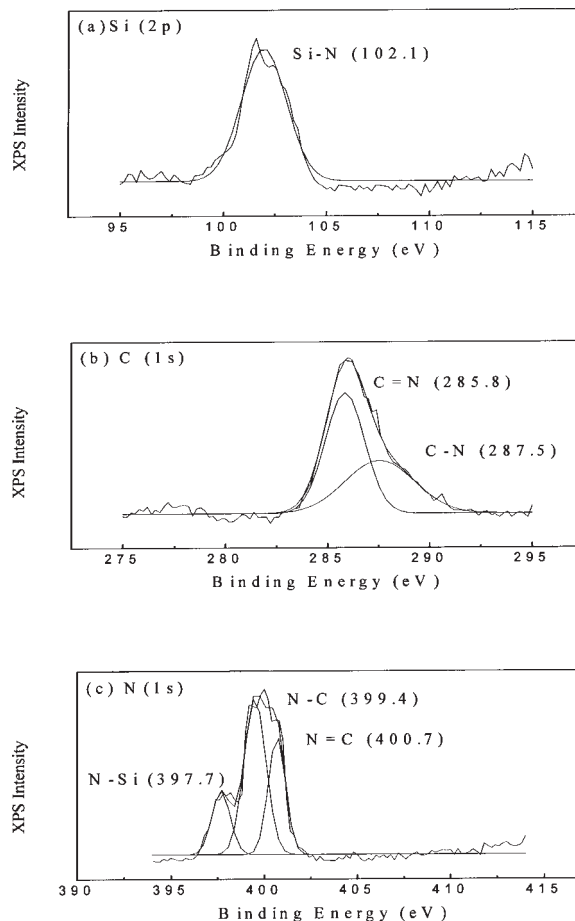 (a) Si (2p)
Si-N (102.1)
XPS Intensity
95 100 105 110 115
Binding Energy (eV)
(b) C (1s)
C=N (285.8)
C-N (287.5)
XPS Intensity
275 280 285 290 295
Binding Energy (eV)
(c) N(1s)
N-C (399.4)
N=C (400.7)
N-Si (397.7)
XPS Intensity
390 395 400 405 410 415
Binding Energy (eV)